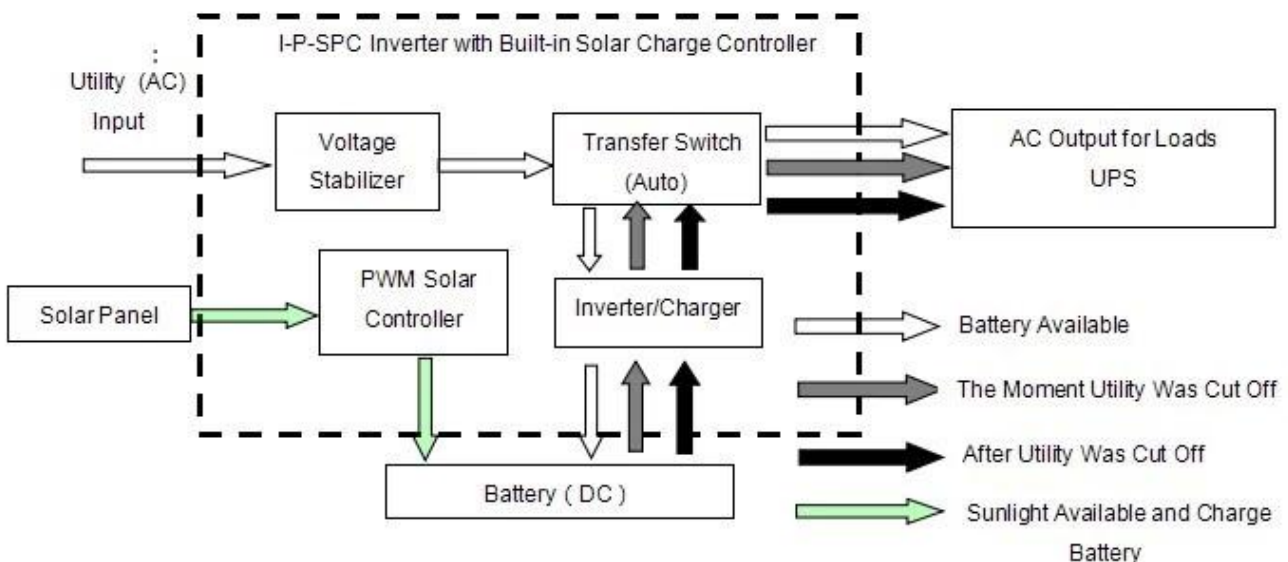 I-P-SPC Inverter with Built-in Solar Charge Controller
:
Utility (AC)
Input
Voltage
Stabilizer
Transfer Switch
(Auto)
AC Output for Loads
UPS
Solar Panel
PWM Solar
Controller
Inverter/Charger
Battery ( DC )
Battery Available
The Moment Utility Was Cut Off
After Utility Was Cut Off
Sunlight Available and Charge
Battery